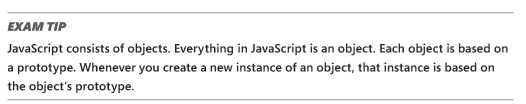 EXAM TIP
JavaScript consists of objects. Everything in JavaScript is an object. Each object is based on
a prototype. Whenever you create a new instance of an object, that instance is based on
the object's prototype.